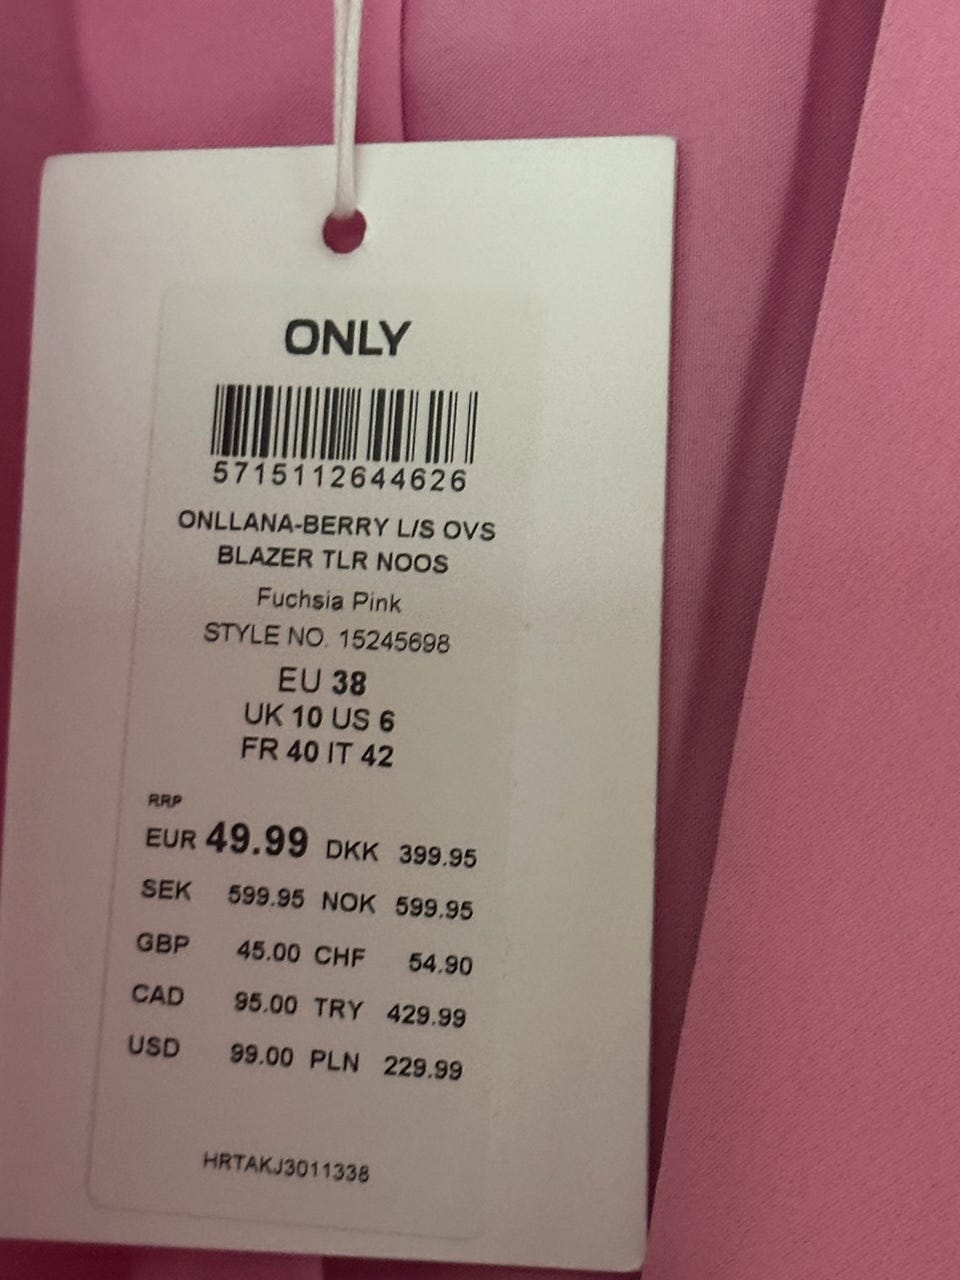 ONLY
5715112644626
ONLLANA-BERRY L/S OVS
BLAZER TLR NOOS
Fuchsia Pink
STYLE NO. 15245698
EU 38
UK 10 US 6
FR 40 IT 42
RRP
EUR 49.99 DKK 399.95
SEK 599.95 NOK 599.95
GBP 45.00 CHF 54.90
CAD 95.00 TRY 429.99
USD 99.00 PLN 229.99
HRTAKJ3011338